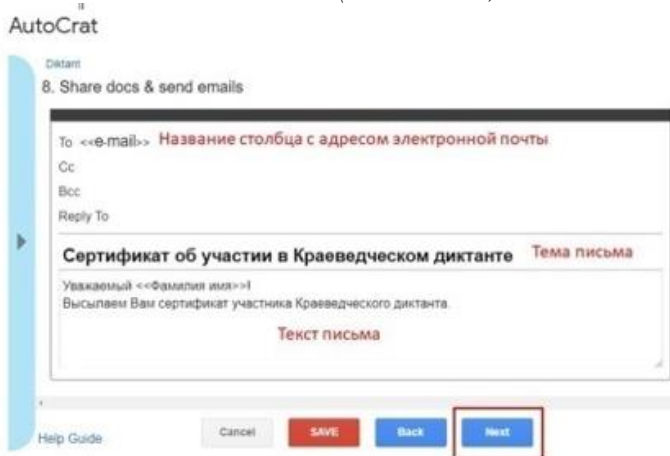 AutoCrat
Diktant
8. Share docs & send emails
To <<e-mail>> Название столбца с адресом электронной почты
Cc
Bcc
Reply To
Сертификат об участии в Краеведческом диктанте Тема письма
Уважаемый <<Фамилия имя>>!
Высылаем Вам сертификат участника Краеведческого диктанта.
Текст письма
Help Guide Cancel SAVE Back Next